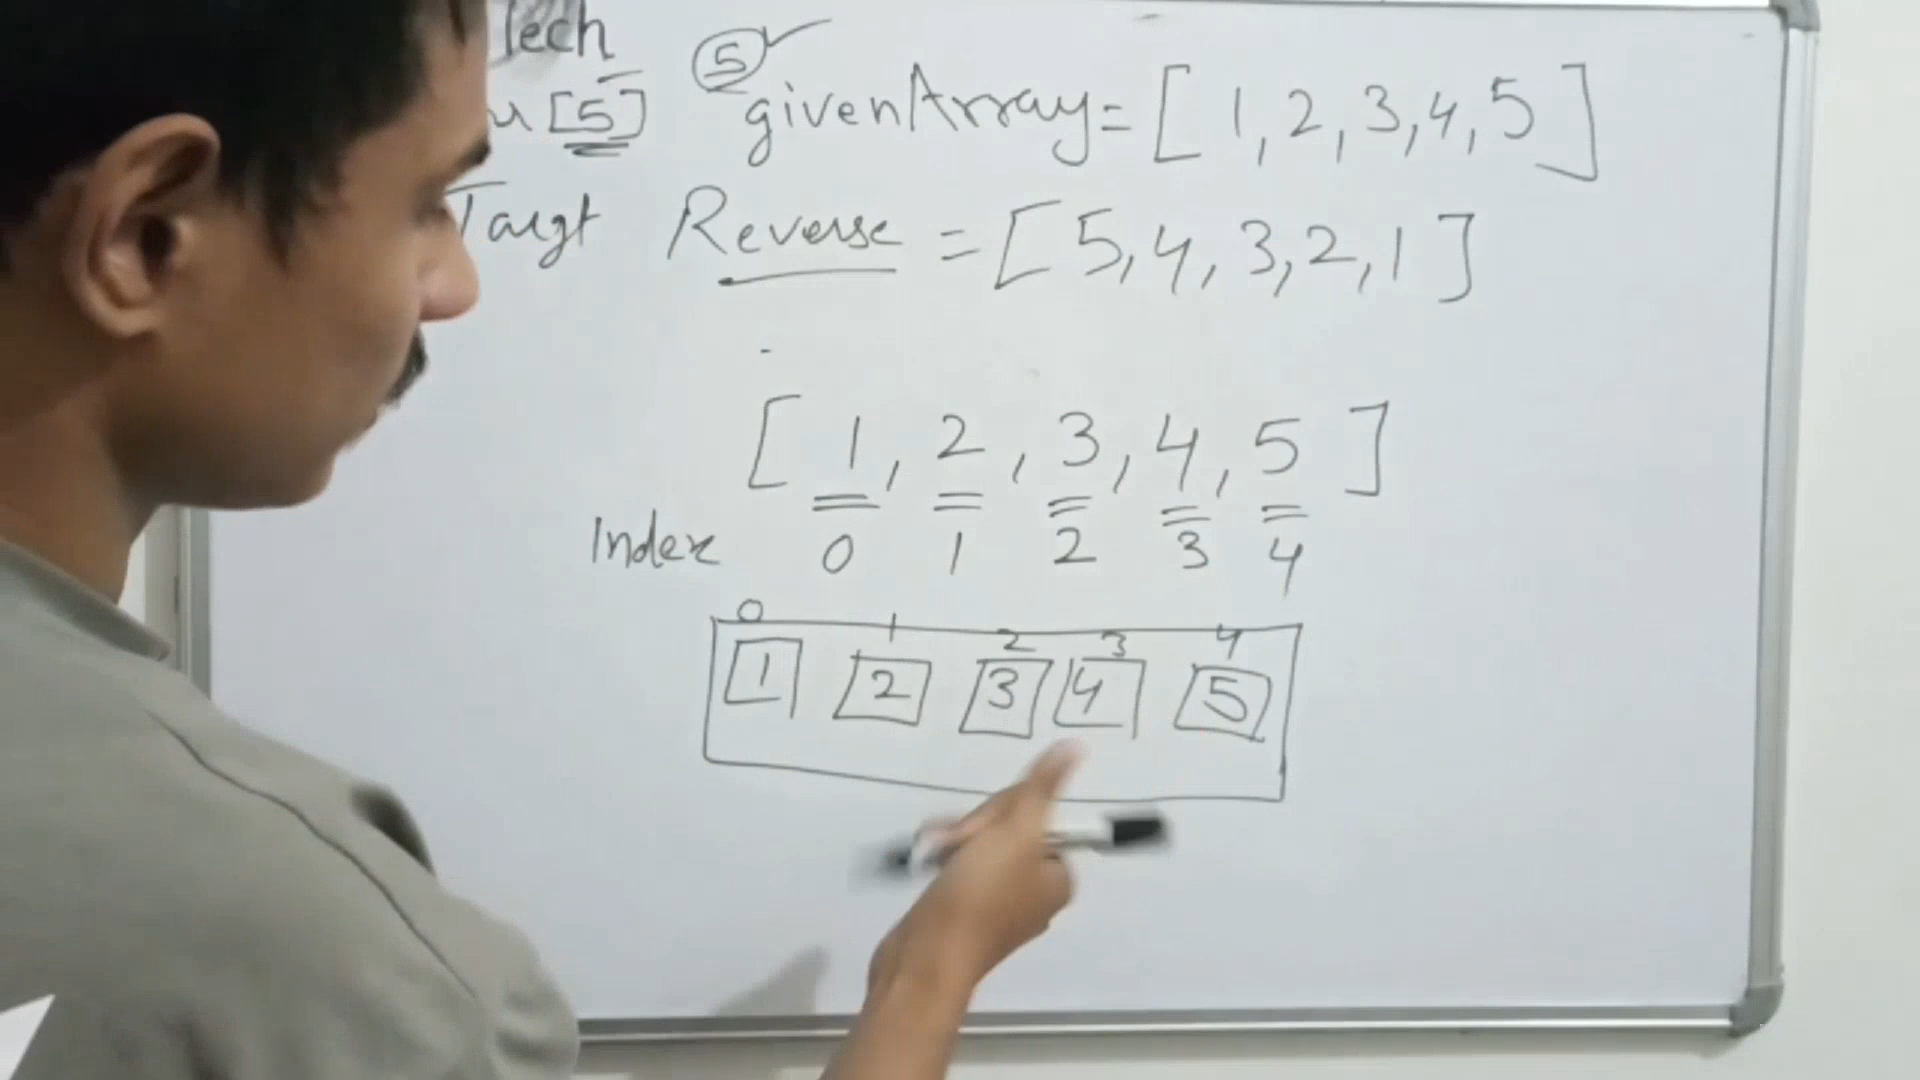 Tech
[5] 5 givenArray = [ 1, 2, 3, 4, 5 ]
Taigt Reverse = [ 5, 4, 3, 2, 1 ]
[ 1, 2, 3, 4, 5 ]
Index 0 1 2 3 4
0 1 2 3 4
1 2 3 4 5